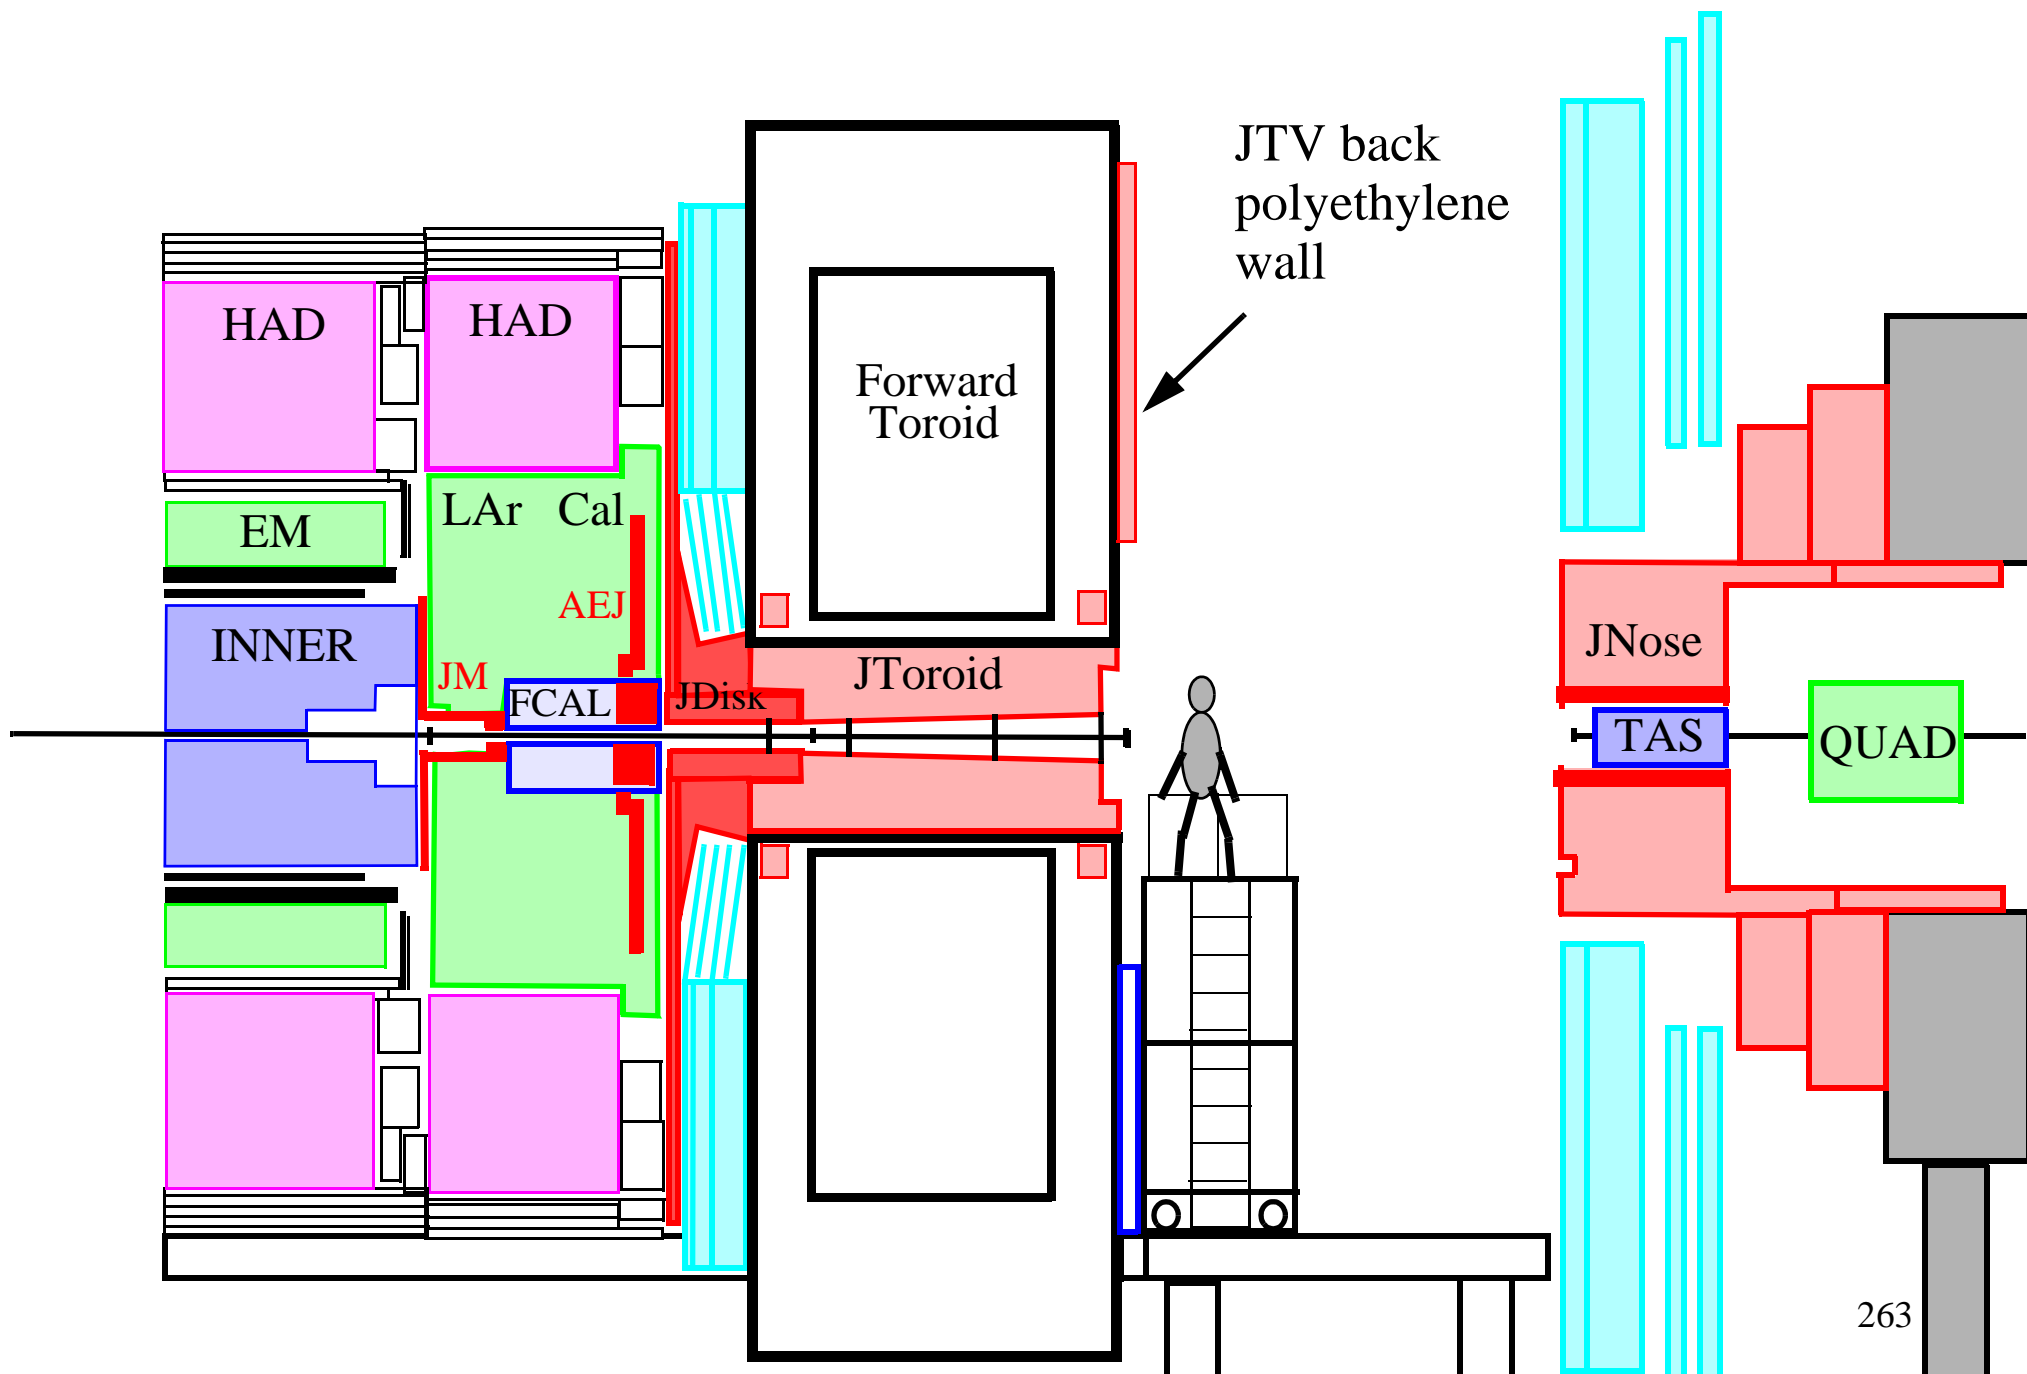 JTV back
polyethylene
wall
HAD
HAD
Forward
Toroid
LAr Cal
EM
AEJ
INNER
JM
FCAL
JDisk
JToroid
JNose
TAS
QUAD
263